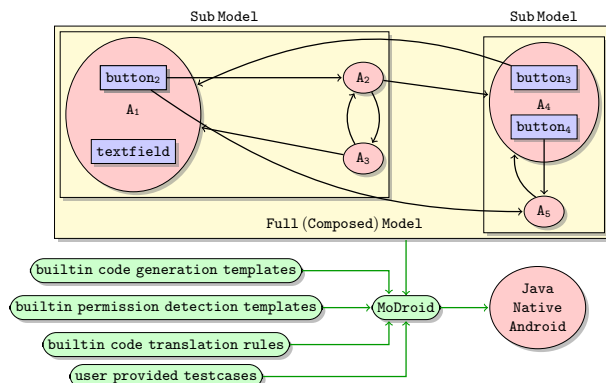 Sub Model
Sub Model
button₂
A₁
textfield
A₂
A₃
button₃
A₄
button₄
A₅
Full (Composed) Model
builtin code generation templates
builtin permission detection templates
builtin code translation rules
user provided testcases
MoDroid
Java
Native
Android